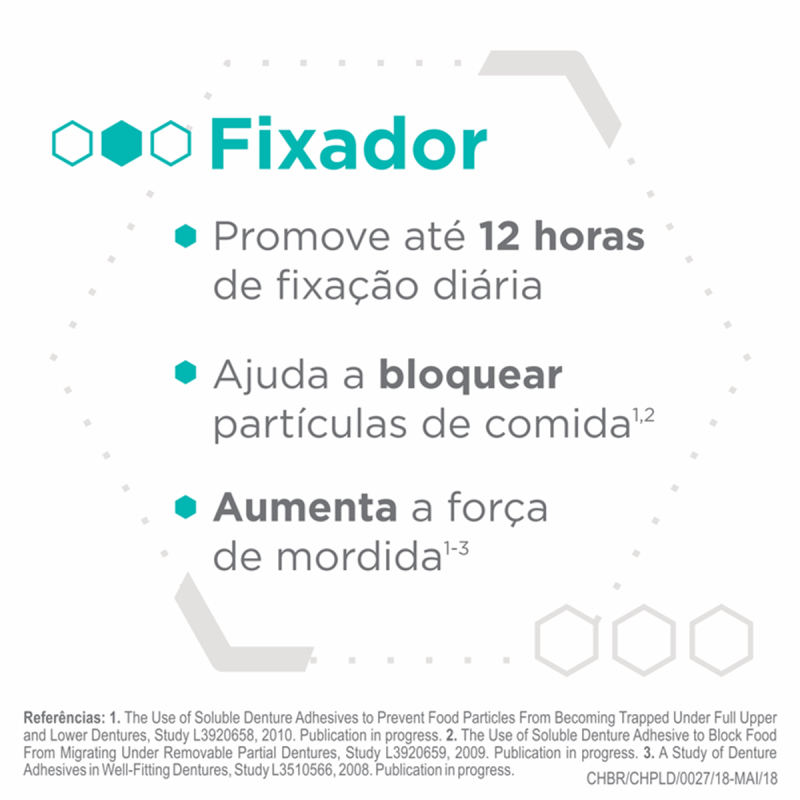 Fixador
Promove até 12 horas
de fixação diária
Ajuda a bloquear
partículas de comida1,2
Aumenta a força
de mordida1-3
Referências: 1. The Use of Soluble Denture Adhesives to Prevent Food Particles From Becoming Trapped Under Full Upper
and Lower Dentures, Study L3920658, 2010. Publication in progress. 2. The Use of Soluble Denture Adhesive to Block Food
From Migrating Under Removable Partial Dentures, Study L3920659, 2009. Publication in progress. 3. A Study of Denture
Adhesives in Well-Fitting Dentures, Study L3510566, 2008. Publication in progress.
CHBR/CHPLD/0027/18-MAI/18